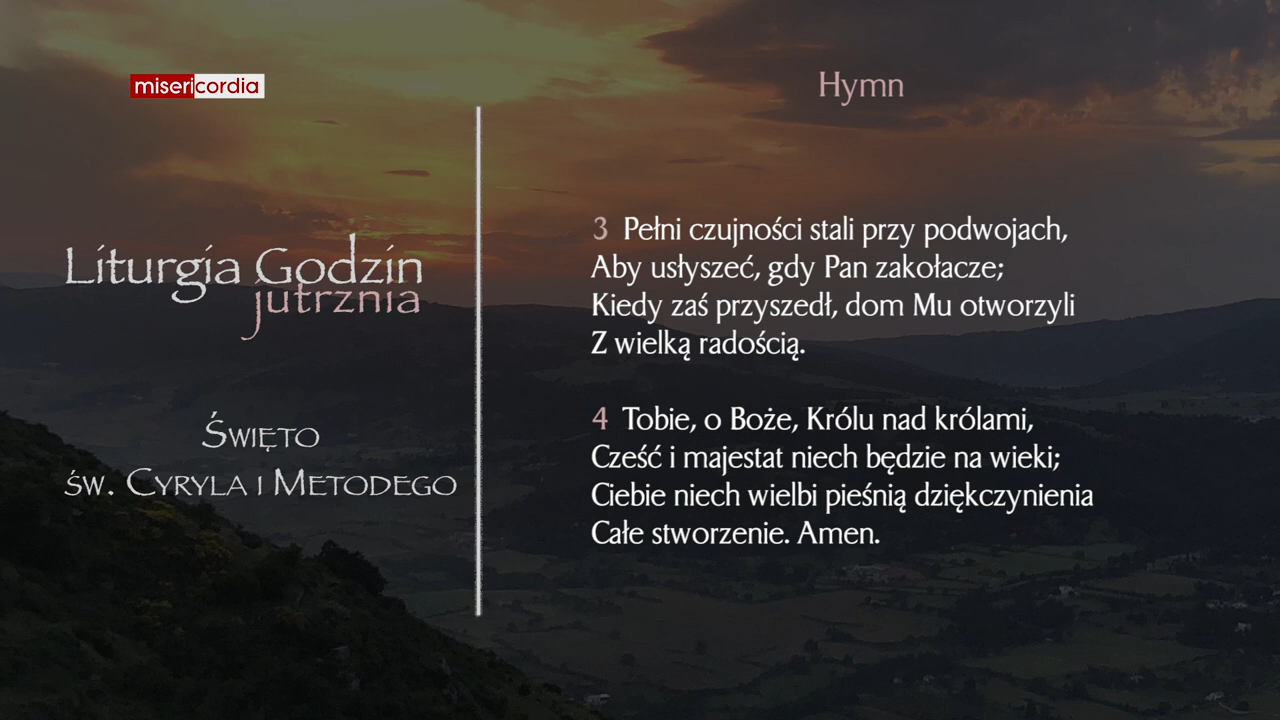 misericordia
Liturgia Godzin
jutrznia
Święto
św. Cyryla i Metodego
Hymn
3 Pełni czujności stali przy podwojach,
Aby usłyszeć, gdy Pan zakołacze;
Kiedy zaś przyszedł, dom Mu otworzyli
Z wielką radością.
4 Tobie, o Boże, Królu nad królami,
Cześć i majestat niech będzie na wieki;
Ciebie niech wielbi pieśnią dziękczynienia
Całe stworzenie. Amen.